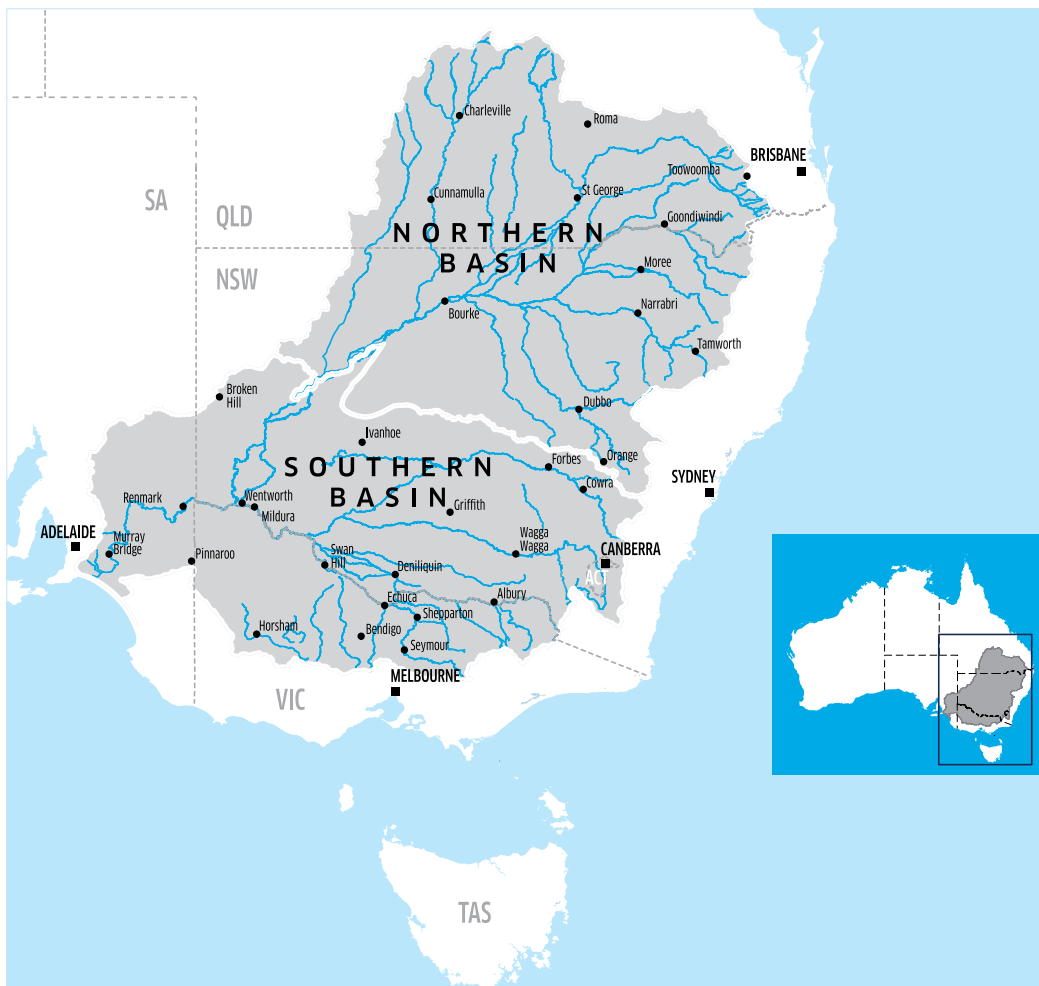 Charleville
Roma
BRISBANE
Toowoomba
SA
Cunnamulla
St George
QLD
Goondiwindi
NORTHERN
BASIN
Moree
NSW
Bourke
Narrabri
Tamworth
Broken
Hill
Dubbo
Ivanhoe
Orange
Forbes
SOUTHERN
BASIN
Cowra
SYDNEY
Renmark
Wentworth
Mildura
Griffith
ADELAIDE
Murray
Bridge
Pinnaroo
Swan
Hill
Wagga
Wagga
CANBERRA
Deniliquin
ACT
Echuca
Albury
Shepparton
Horsham
Bendigo
Seymour
MELBOURNE
VIC
TAS